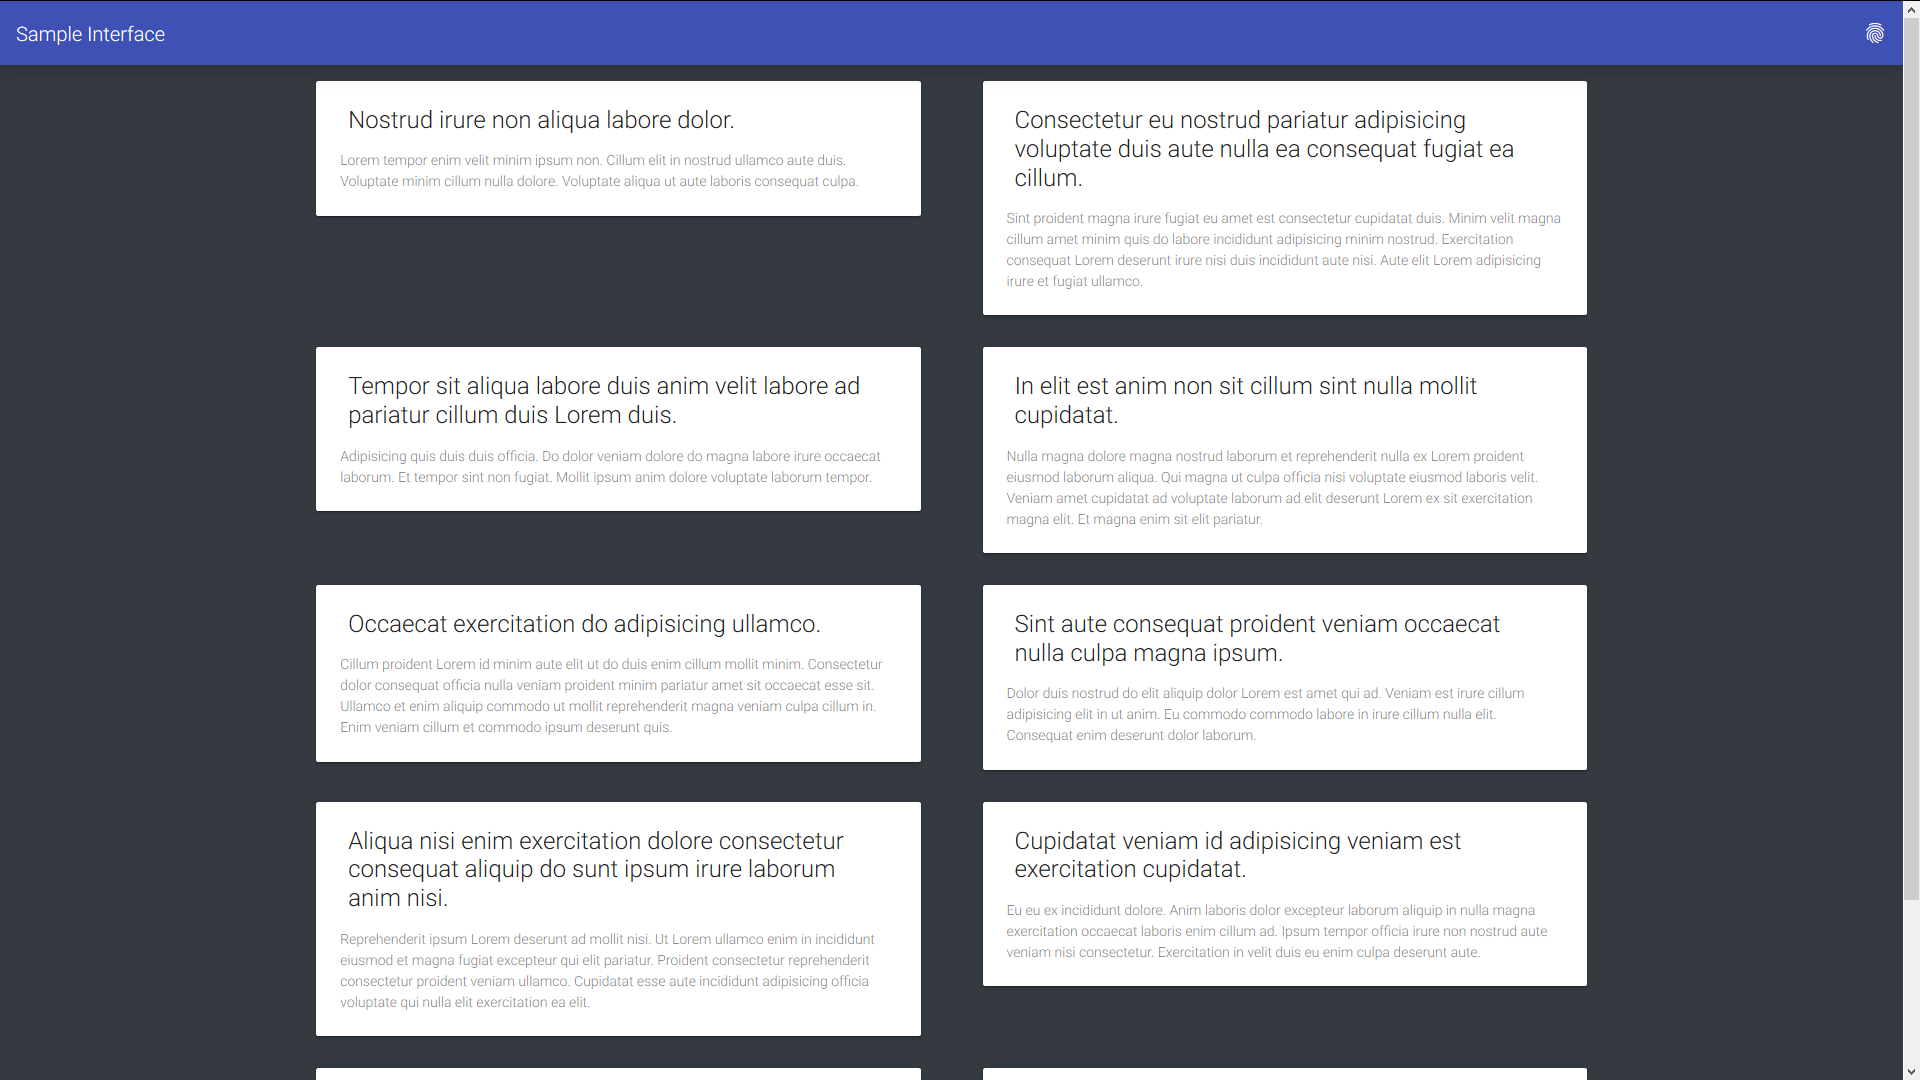 Sample Interface
Nostrud irure non aliqua labore dolor.
Lorem tempor enim velit minim ipsum non. Cillum elit in nostrud ullamco aute duis.
Voluptate minim cillum nulla dolore. Voluptate aliqua ut aute laboris consequat culpa.
Consectetur eu nostrud pariatur adipisicing
voluptate duis aute nulla ea consequat fugiat ea
cillum.
Sint proident magna irure fugiat eu amet est consectetur cupidatat duis. Minim velit magna
cillum amet minim quis do labore incididunt adipisicing minim nostrud. Exercitation
consequat Lorem deserunt irure nisi duis incididunt aute nisi. Aute elit Lorem adipisicing
irure et fugiat ullamco.
Tempor sit aliqua labore duis anim velit labore ad
pariatur cillum duis Lorem duis.
Adipisicing quis duis duis officia. Do dolor veniam dolore do magna labore irure occaecat
laborum. Et tempor sint non fugiat. Mollit ipsum anim dolore voluptate laborum tempor.
In elit est anim non sit cillum sint nulla mollit
cupidatat.
Nulla magna dolore magna nostrud laborum et reprehenderit nulla ex Lorem proident
eiusmod laborum aliqua. Qui magna ut culpa officia nisi voluptate eiusmod laboris velit.
Veniam amet cupidatat ad voluptate laborum ad elit deserunt Lorem ex sit exercitation
magna elit. Et magna enim sit elit pariatur.
Occaecat exercitation do adipisicing ullamco.
Cillum proident Lorem id minim aute elit ut do duis enim cillum mollit minim. Consectetur
dolor consequat officia nulla veniam proident minim pariatur amet sit occaecat esse sit.
Ullamco et enim aliquip commodo ut mollit reprehenderit magna veniam culpa cillum in.
Enim veniam cillum et commodo ipsum deserunt quis.
Sint aute consequat proident veniam occaecat
nulla culpa magna ipsum.
Dolor duis nostrud do elit aliquip dolor Lorem est amet qui ad. Veniam est irure cillum
adipisicing elit in ut anim. Eu commodo commodo labore in irure cillum nulla elit.
Consequat enim deserunt dolor laborum.
Aliqua nisi enim exercitation dolore consectetur
consequat aliquip do sunt ipsum irure laborum
anim nisi.
Reprehenderit ipsum Lorem deserunt ad mollit nisi. Ut Lorem ullamco enim in incididunt
eiusmod et magna fugiat excepteur qui elit pariatur. Proident consectetur reprehenderit
consectetur proident veniam ullamco. Cupidatat esse aute incididunt adipisicing officia
voluptate qui nulla elit exercitation ea elit.
Cupidatat veniam id adipisicing veniam est
exercitation cupidatat.
Eu eu ex incididunt dolore. Anim laboris dolor excepteur laborum aliquip in nulla magna
exercitation occaecat laboris enim cillum ad. Ipsum tempor officia irure non nostrud aute
veniam nisi consectetur. Exercitation in velit duis eu enim culpa deserunt aute.